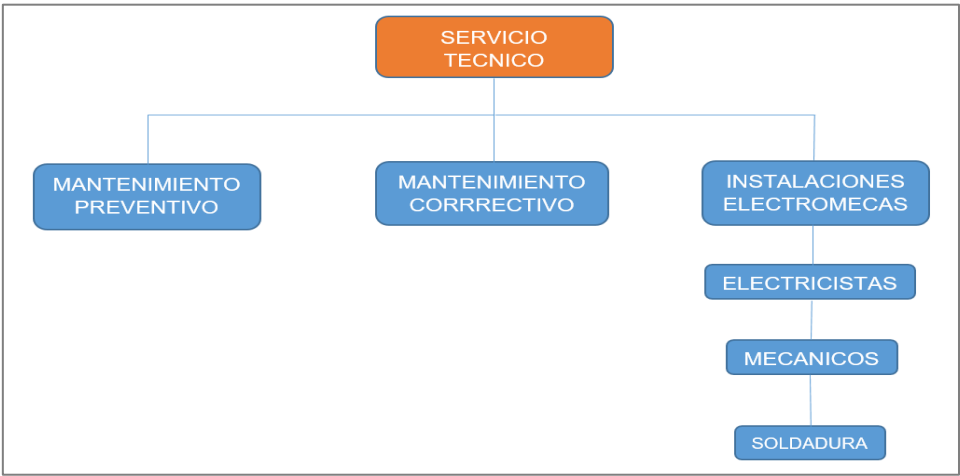 SERVICIO
TECNICO
MANTENIMIENTO
PREVENTIVO
MANTENIMIENTO
CORRRECTIVO
INSTALACIONES
ELECTROMECAS
ELECTRICISTAS
MECANICOS
SOLDADURA